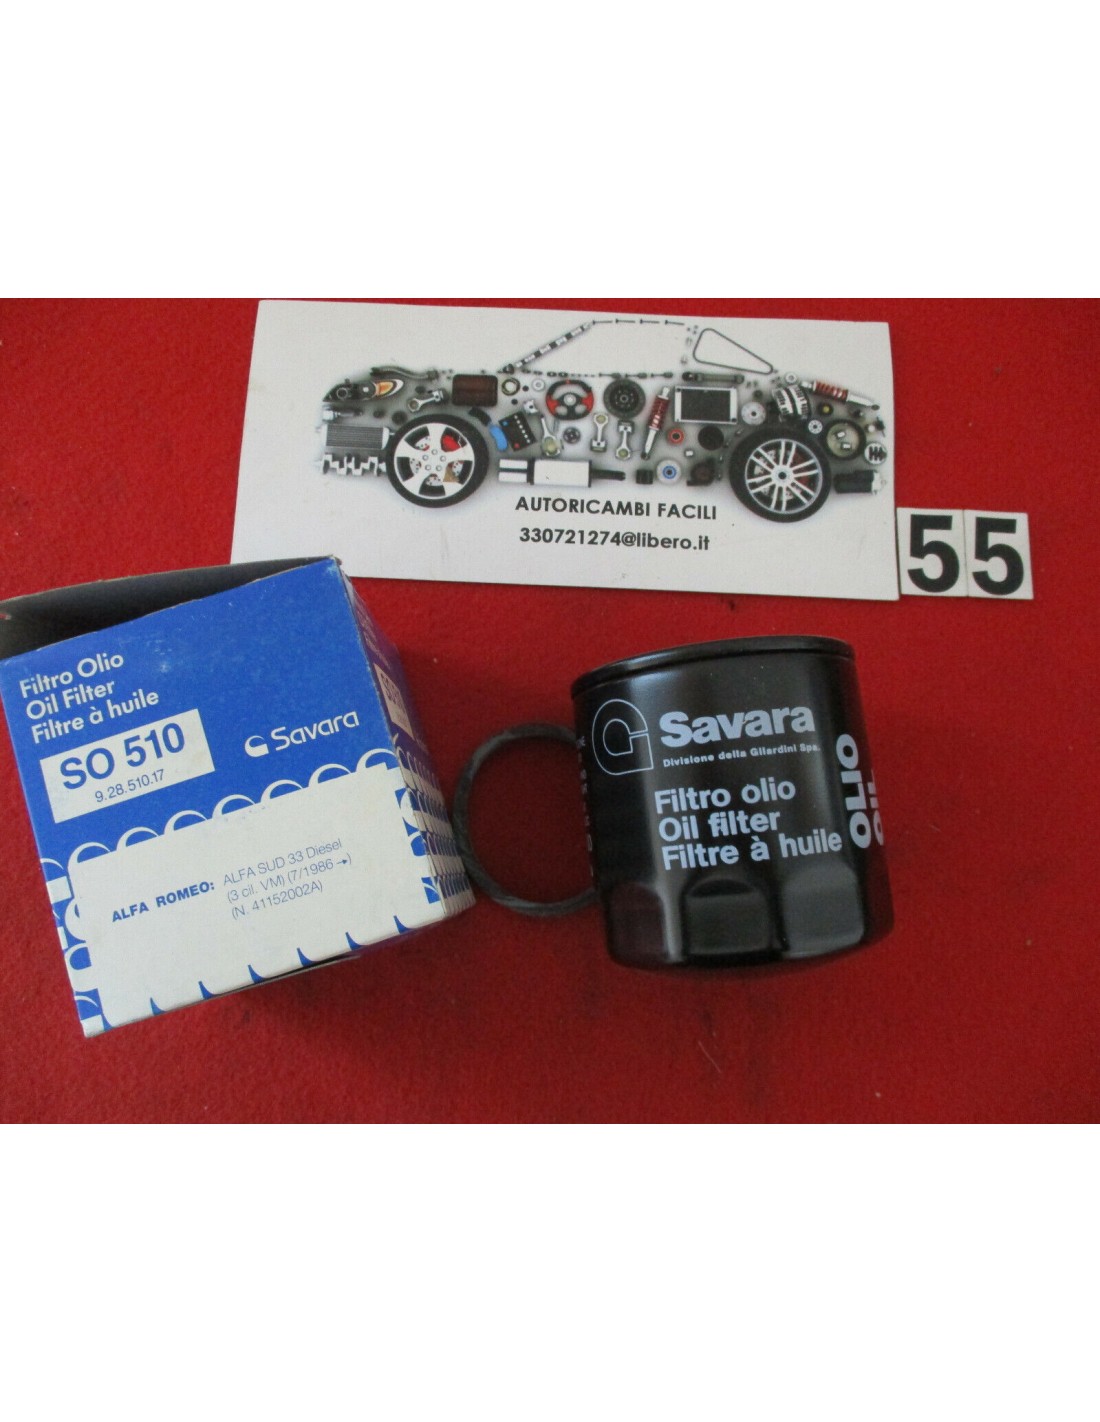 AUTORICAMBI FACILI
330721274@libero.it
55
Filtro Olio
Oil Filter
Filtre à huile
SO 510
9.28.510.17
Savara
ALFA ROMEO: ALFA SUD 33 Diesel
(3 cil. VM) (7/1986 →)
(N. 41152002A)
Savara
Divisione della Gilardini Spa.
Filtro olio
Oil filter
Filtre à huile
OLIO
OIL